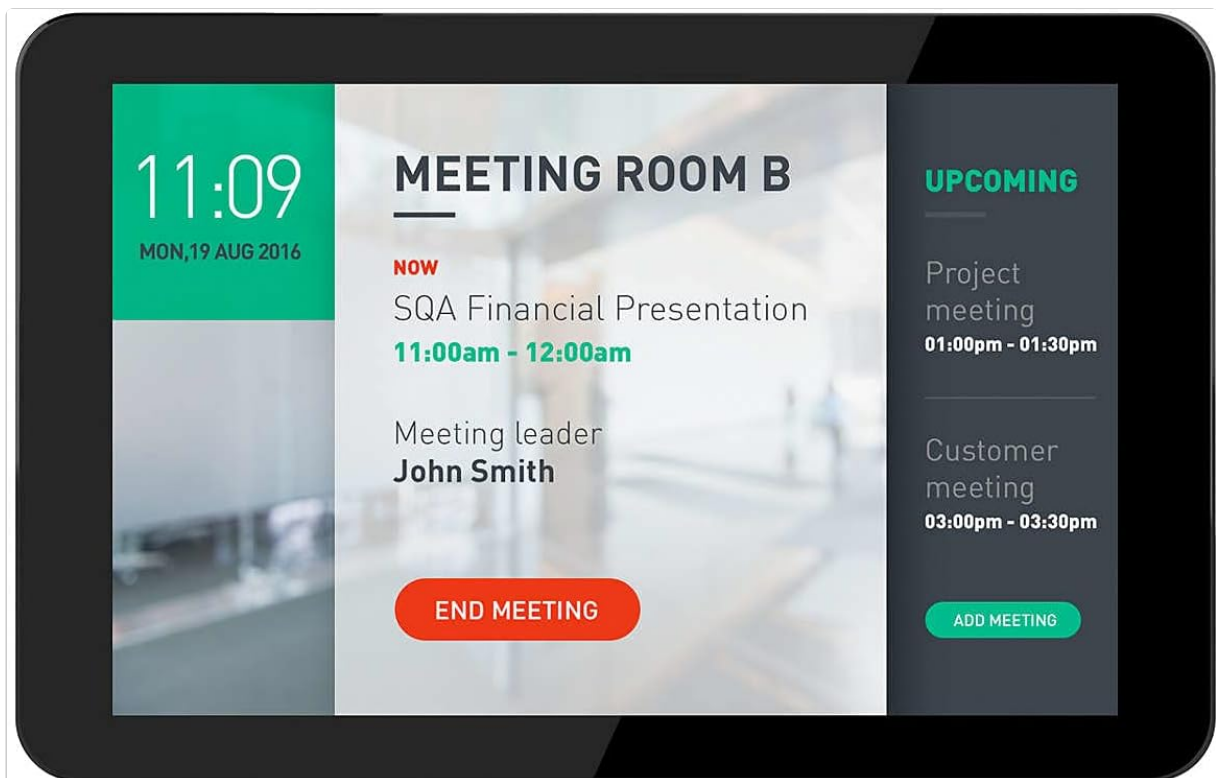 11:09
MON,19 AUG 2016
MEETING ROOM B
NOW
SQA Financial Presentation
11:00am - 12:00am
Meeting leader
John Smith
END MEETING
UPCOMING
Project
meeting
01:00pm - 01:30pm
Customer
meeting
03:00pm - 03:30pm
ADD MEETING